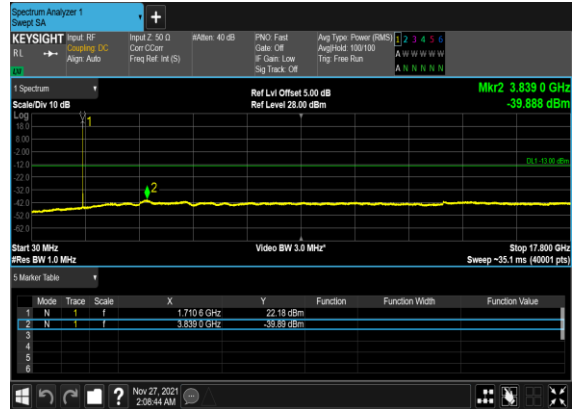 Spectrum Analyzer 1
Swept SA
+
KEYSIGHT Input: RF Input Z: 50 Ω #Atten: 40 dB PNO: Fast Avg Type: Power (RMS) 1 2 3 4 5 6
RL Coupling: DC Corr CCorr Gate: Off Avg|Hold: 100/100 A W W W W W
Align: Auto Freq Ref: Int (S) IF Gain: Low Trig: Free Run
Sig Track: Off A N N N N N
1 Spectrum Ref Lvl Offset 5.00 dB Mkr2 3.839 0 GHz
Scale/Div 10 dB Ref Level 28.00 dBm -39.888 dBm
Log
18.0
8.00
-2.00
-12.0
-22.0
-32.0
-42.0
-52.0
-62.0
1
DL1 -13.00 dBm
2
Start 30 MHz Video BW 3.0 MHz* Stop 17.800 GHz
#Res BW 1.0 MHz Sweep ~35.1 ms (40001 pts)
5 Marker Table
Mode Trace Scale X Y Function Function Width Function Value
1 N 1 f 1.710 6 GHz 22.18 dBm
2 N 1 f 3.839 0 GHz -39.89 dBm
3
4
5
6
? Nov 27, 2021
2:08:44 AM